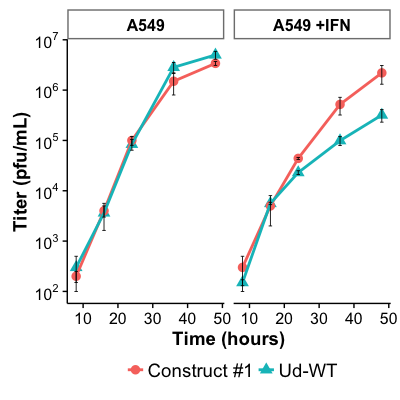 A549 A549 +IFN
10⁷
10⁶
10⁵
10⁴
10³
10²
Titer (pfu/mL)
10 20 30 40 50 10 20 30 40 50
Time (hours)
Construct #1 Ud-WT